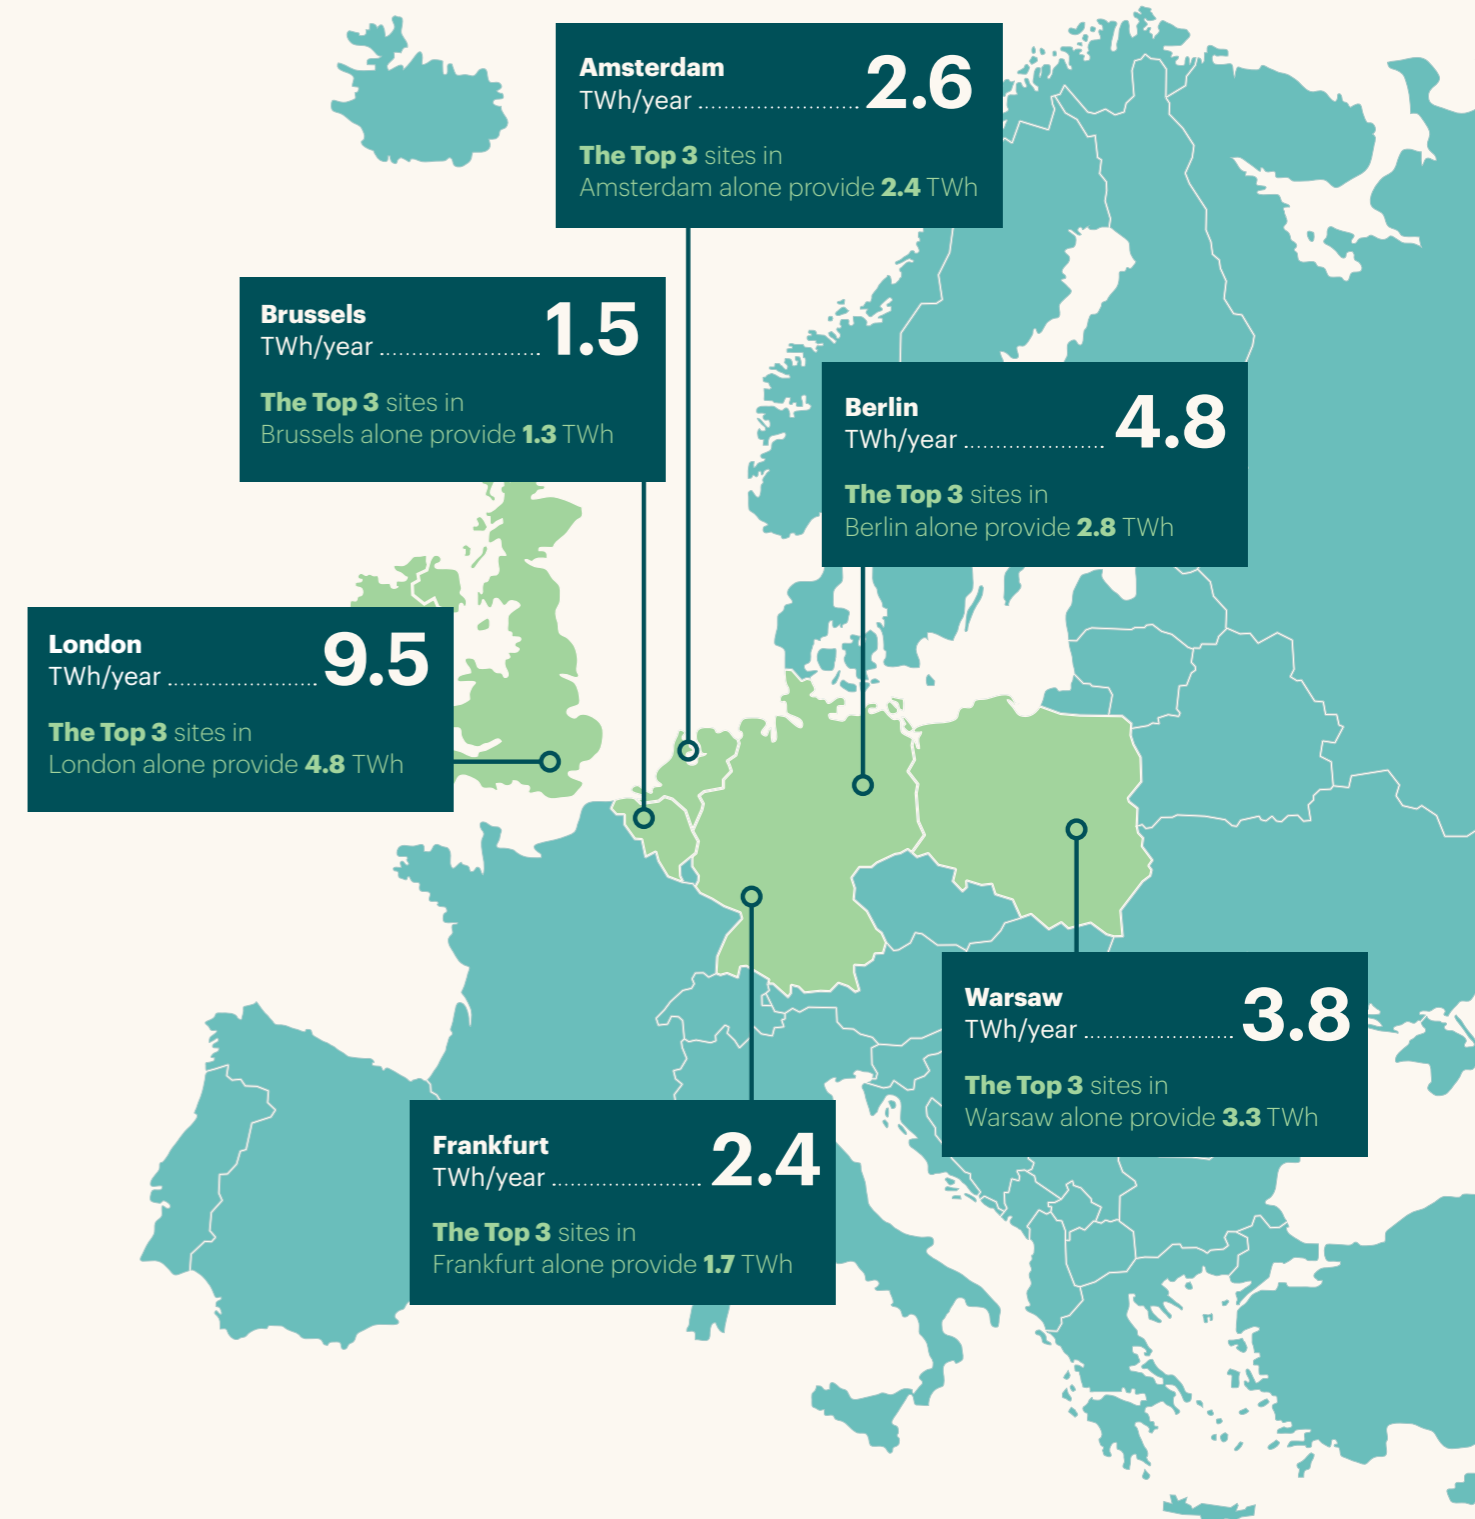 Amsterdam
TWh/year ......................... 2.6
The Top 3 sites in
Amsterdam alone provide 2.4 TWh
Brussels
TWh/year ......................... 1.5
The Top 3 sites in
Brussels alone provide 1.3 TWh
Berlin
TWh/year ...................... 4.8
The Top 3 sites in
Berlin alone provide 2.8 TWh
London
TWh/year ........................ 9.5
The Top 3 sites in
London alone provide 4.8 TWh
Warsaw
TWh/year ........................ 3.8
The Top 3 sites in
Warsaw alone provide 3.3 TWh
Frankfurt
TWh/year ........................ 2.4
The Top 3 sites in
Frankfurt alone provide 1.7 TWh